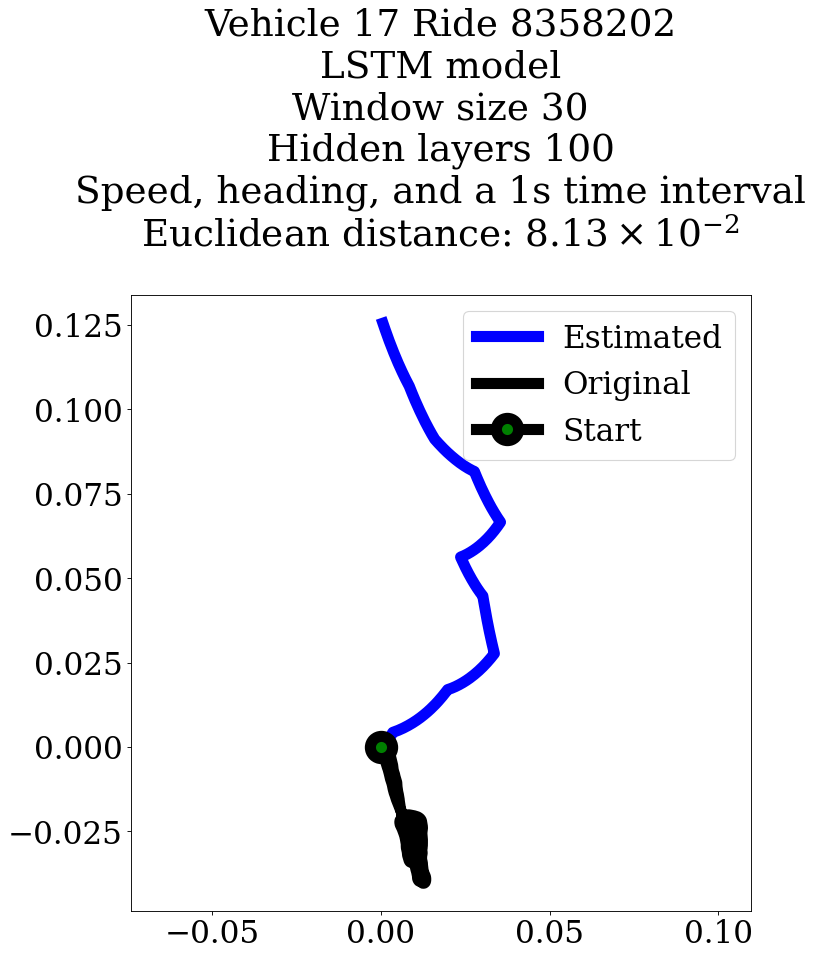 Vehicle 17 Ride 8358202
LSTM model
Window size 30
Hidden layers 100
Speed, heading, and a 1s time interval
Euclidean distance: 8.13 × 10⁻²
Estimated
Original
Start
0.125
0.100
0.075
0.050
0.025
0.000
−0.025
−0.05 0.00 0.05 0.10